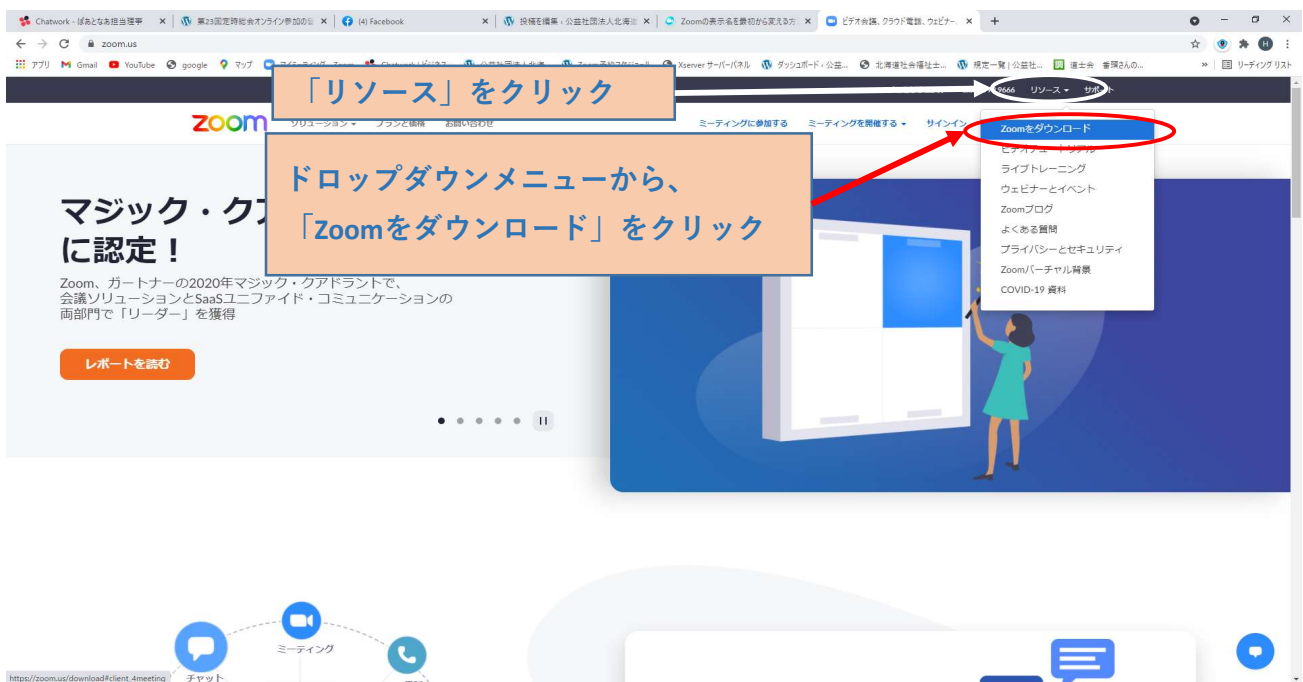 Chatwork - ぱあとなあ担当理事
第23回定時総会オンライン参加の
(4) Facebook
投稿を編集 ‹ 公益社団法人北海道
Zoomの表示名を最初から変える方
ビデオ会議、クラウド電話、ウェビナー、
zoom.us
アプリ
Gmail
YouTube
google
マップ
Xserver サーバーパネル
ダッシュボード ‹ 公益...
北海道社会福祉士...
規定一覧 | 公益社...
道士会
リーディング リスト
「リソース」をクリック
9666
リソース
サポート
zoom
ソリューション
プランと価格
お問い合わせ
ミーティングに参加する
ミーティングを開催する
サインイン
Zoomをダウンロード
ビデオチュートリアル
ライブトレーニング
ウェビナーとイベント
Zoomブログ
よくある質問
プライバシーとセキュリティ
Zoomバーチャル背景
COVID-19 資料
ドロップダウンメニューから、
「Zoomをダウンロード」をクリック
マジック・クア
に認定！
Zoom、ガートナーの2020年マジック・クアドラントで、
会議ソリューションとSaaSユニファイド・コミュニケーションの
両部門で「リーダー」を獲得
レポートを読む
ミーティング
チャット
https://zoom.us/download#client_4meeting